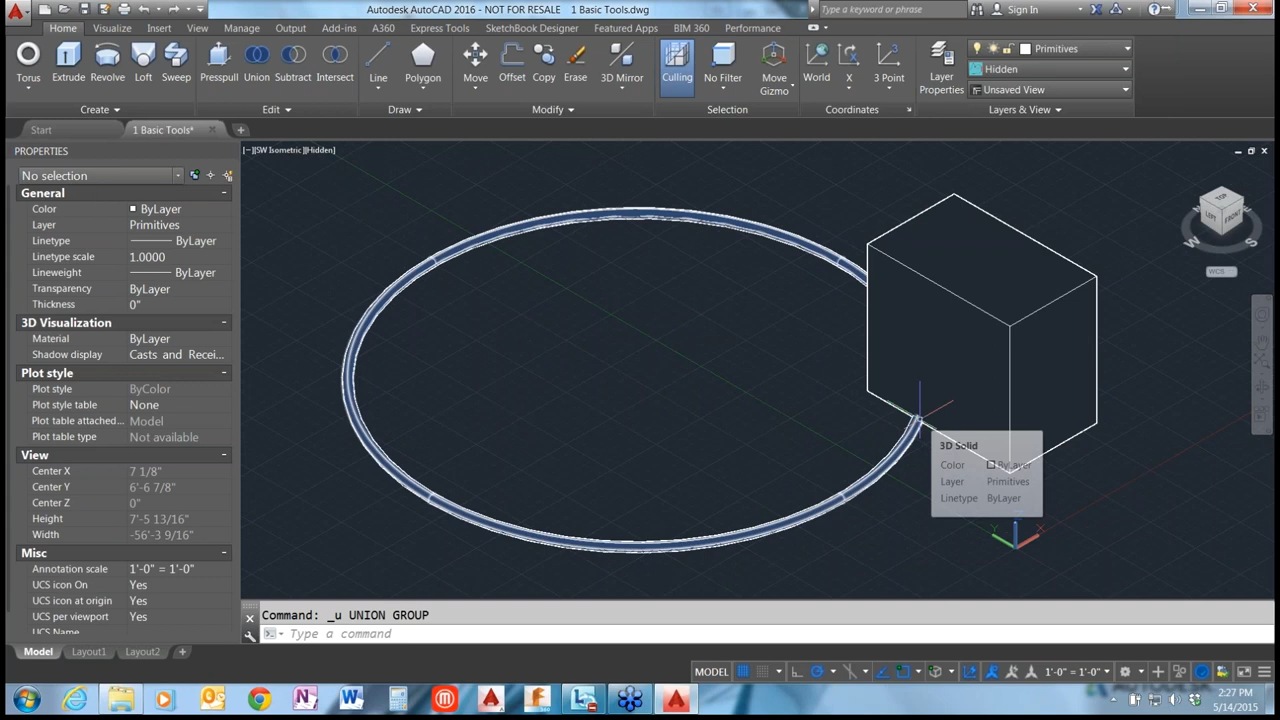 Autodesk AutoCAD 2016 - NOT FOR RESALE 1 Basic Tools.dwg
Type a keyword or phrase
Sign In
Home Visualize Insert View Manage Output Add-ins A360 Express Tools SketchBook Designer Featured Apps BIM 360 Performance
Torus Extrude Revolve Loft Sweep Presspull Union Subtract Intersect Line Polygon Move Offset Copy Erase 3D Mirror Culling No Filter Move Gizmo World X 3 Point Layer Properties
Primitives
Hidden
Unsaved View
Create Edit Draw Modify Selection Coordinates Layers & View
Start 1 Basic Tools*
PROPERTIES
[−][SW Isometric][Hidden]
No selection
General
Color ByLayer
Layer Primitives
Linetype ByLayer
Linetype scale 1.0000
Lineweight ByLayer
Transparency ByLayer
Thickness 0"
3D Visualization
Material ByLayer
Shadow display Casts and Recei...
Plot style
Plot style ByColor
Plot style table None
Plot table attached... Model
Plot table type Not available
View
Center X 7 1/8"
Center Y 6'-6 7/8"
Center Z 0"
Height 7'-5 13/16"
Width -56'-3 9/16"
Misc
Annotation scale 1'-0" = 1'-0"
UCS icon On Yes
UCS icon at origin Yes
UCS per viewport Yes
UCS Name
TOP
LEFT FRONT
W S
WCS
3D Solid
Color ByLayer
Layer Primitives
Linetype ByLayer
Y X
Command: _u UNION GROUP
Type a command
Model Layout1 Layout2
MODEL
1'-0" = 1'-0"
2:27 PM
5/14/2015